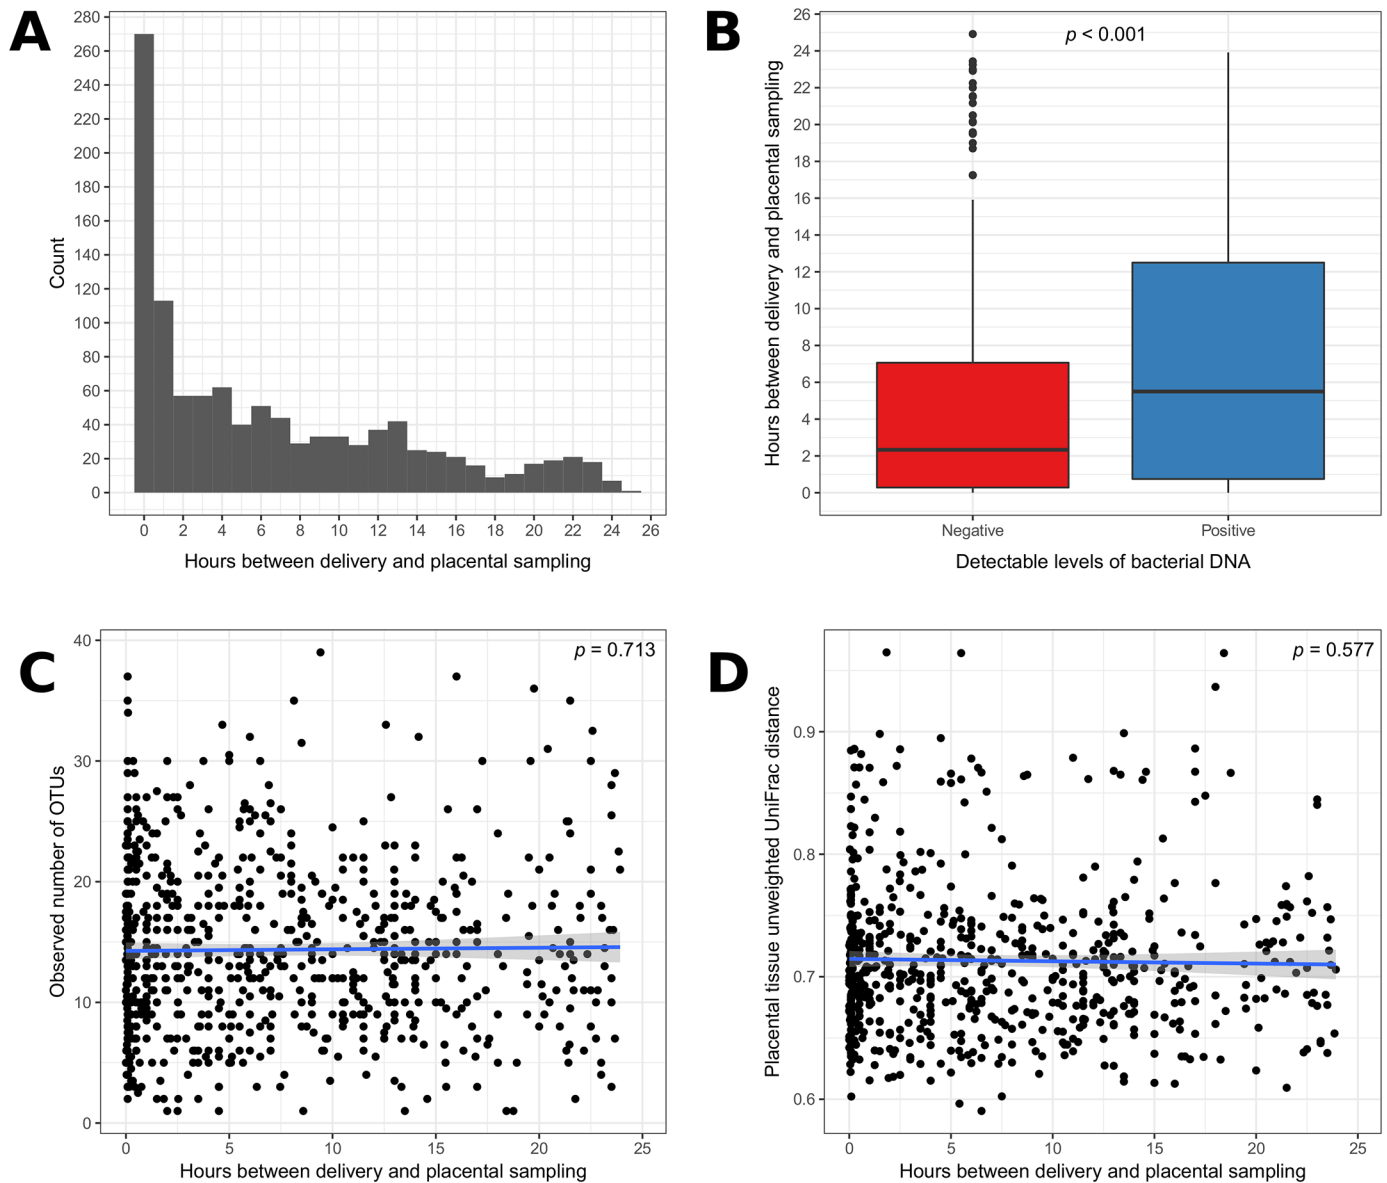 A
280
260
240
220
200
180
160
140
120
100
80
60
40
20
0
Count
0 2 4 6 8 10 12 14 16 18 20 22 24 26
Hours between delivery and placental sampling
B
26
24
22
20
18
16
14
12
10
8
6
4
2
0
Hours between delivery and placental sampling
p < 0.001
Negative Positive
Detectable levels of bacterial DNA
C
40
30
20
10
0
Observed number of OTUs
p = 0.713
0 5 10 15 20 25
Hours between delivery and placental sampling
D
0.9
0.8
0.7
0.6
Placental tissue unweighted UniFrac distance
p = 0.577
0 5 10 15 20 25
Hours between delivery and placental sampling